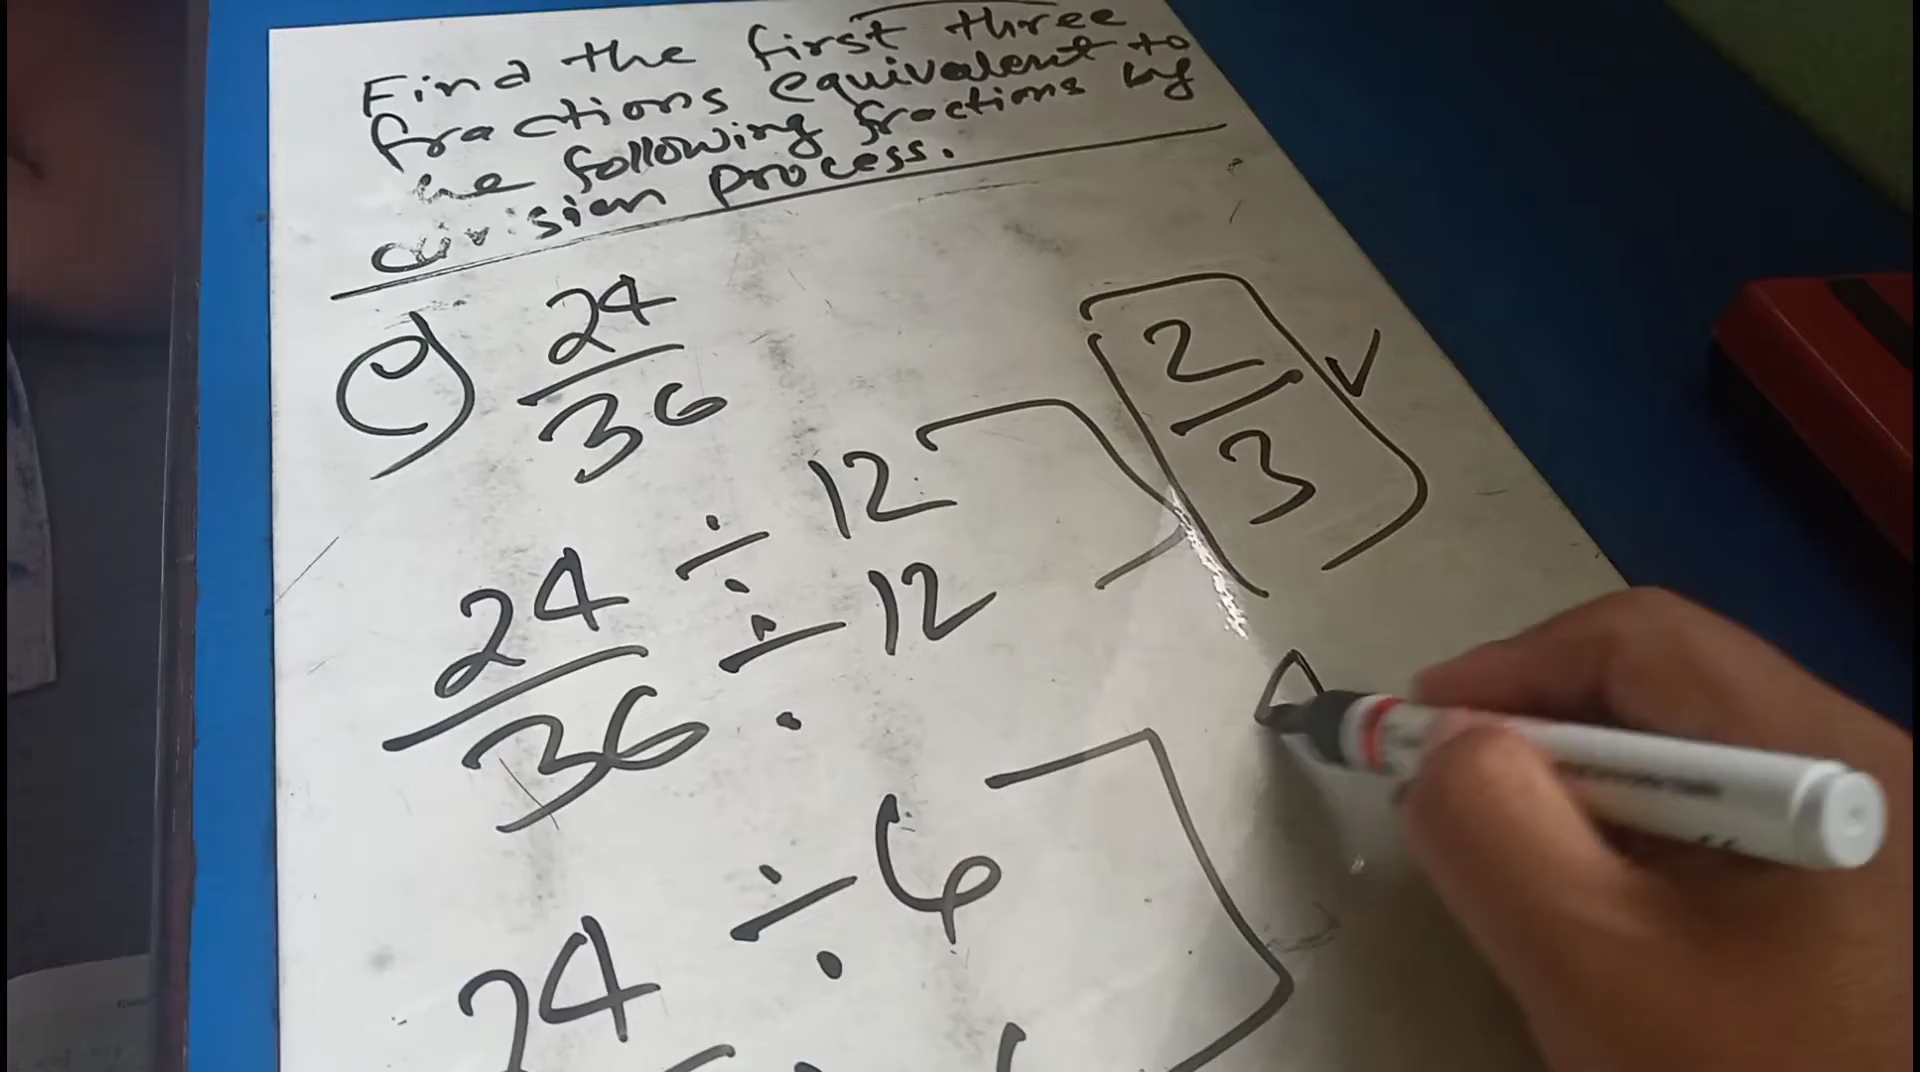 Find the first three
fractions equivalent to
he following fractions by
division process.
c) 24
36
2
3
24 ÷ 12
36 ÷ 12
24 ÷ 6